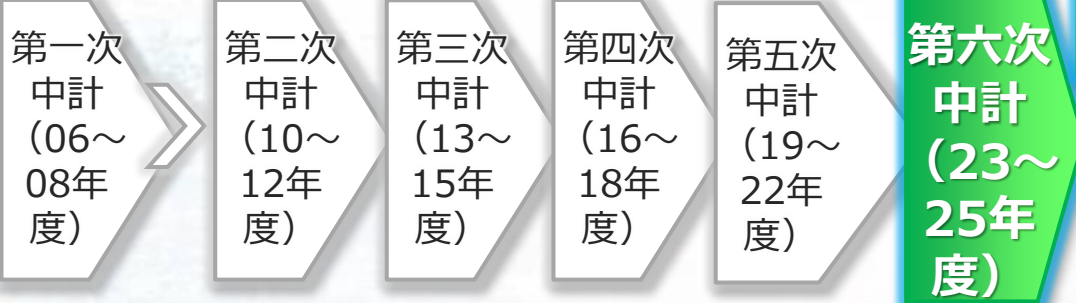 第一次
中計
（06～
08年
度）
第二次
中計
（10～
12年
度）
第三次
中計
（13～
15年
度）
第四次
中計
（16～
18年
度）
第五次
中計
（19～
22年
度）
第六次
中計
（23～
25年
度）